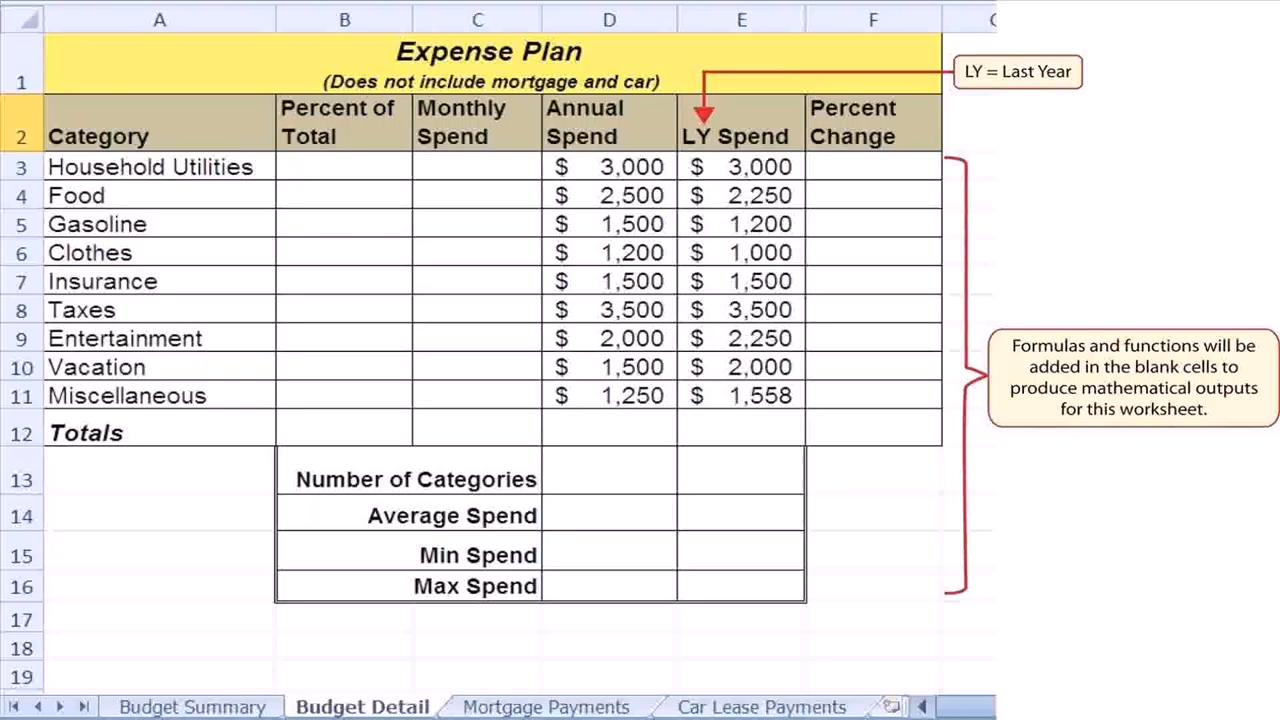 A B C D E F
1 Expense Plan
(Does not include mortgage and car)
LY = Last Year
2 Category Percent of Total Monthly Spend Annual Spend LY Spend Percent Change
3 Household Utilities $ 3,000 $ 3,000
4 Food $ 2,500 $ 2,250
5 Gasoline $ 1,500 $ 1,200
6 Clothes $ 1,200 $ 1,000
7 Insurance $ 1,500 $ 1,500
8 Taxes $ 3,500 $ 3,500
9 Entertainment $ 2,000 $ 2,250
10 Vacation $ 1,500 $ 2,000
11 Miscellaneous $ 1,250 $ 1,558
12 Totals
13 Number of Categories
14 Average Spend
15 Min Spend
16 Max Spend
17
18
19
Formulas and functions will be
added in the blank cells to
produce mathematical outputs
for this worksheet.
Budget Summary Budget Detail Mortgage Payments Car Lease Payments